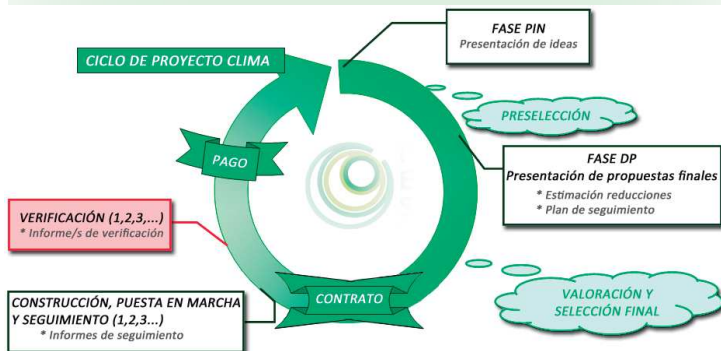 FASE PIN
Presentación de ideas
CICLO DE PROYECTO CLIMA
PRESELECCIÓN
PAGO
FASE DP
Presentación de propuestas finales
* Estimación reducciones
* Plan de seguimiento
VERIFICACIÓN (1,2,3,...)
* Informe/s de verificación
CONTRATO
VALORACIÓN Y
SELECCIÓN FINAL
CONSTRUCCIÓN, PUESTA EN MARCHA
Y SEGUIMIENTO (1,2,3...)
* Informes de seguimiento